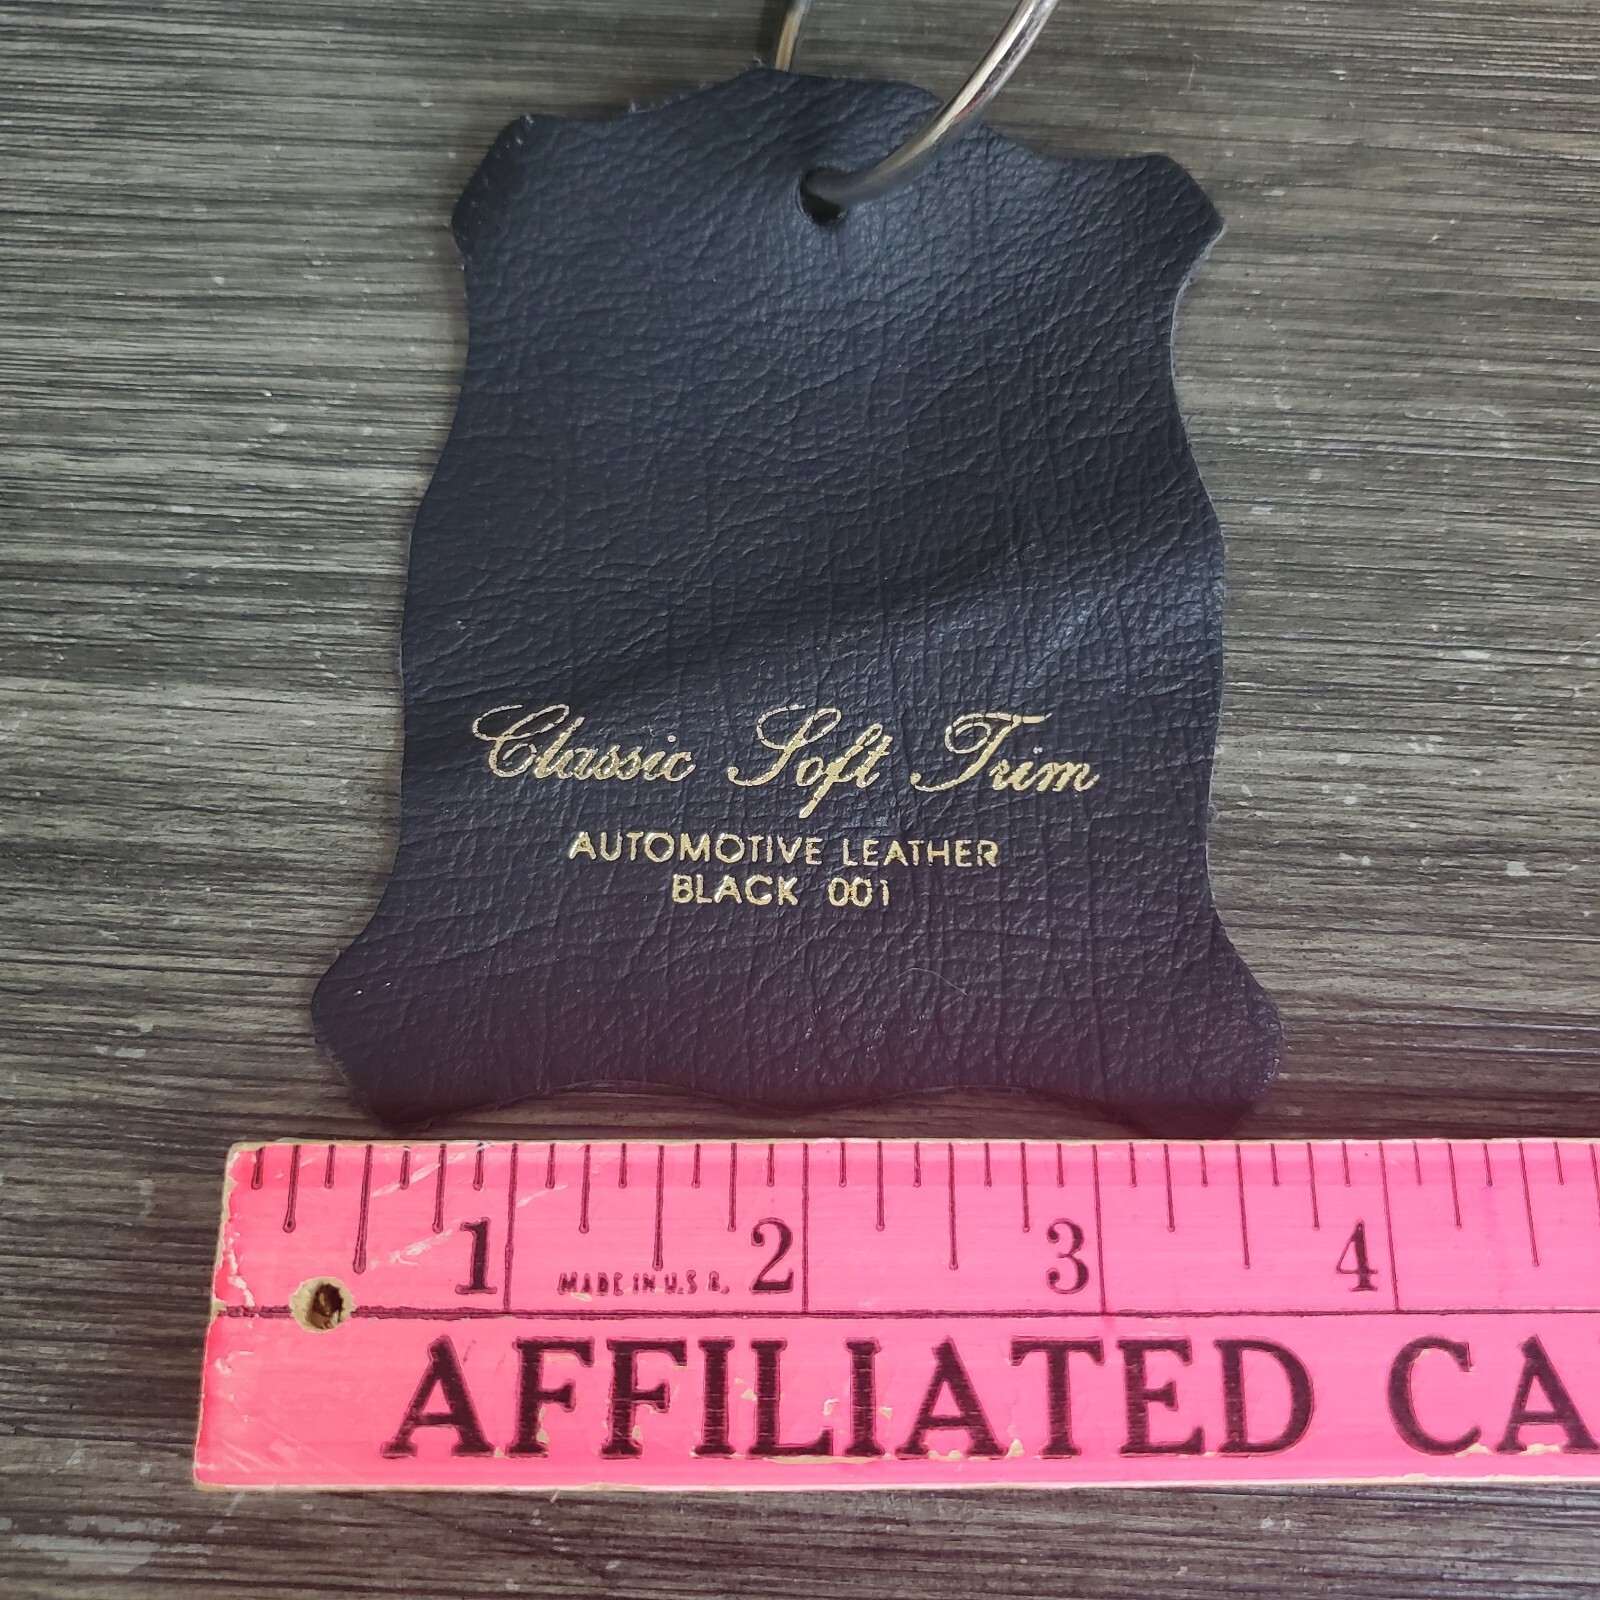 Classic Soft Trim
AUTOMOTIVE LEATHER
BLACK 001
1 2 3 4
MADE IN U.S.A.
AFFILIATED CA